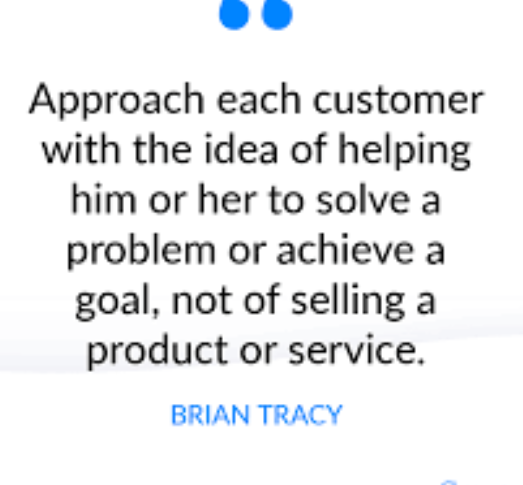 Approach each customer
with the idea of helping
him or her to solve a
problem or achieve a
goal, not of selling a
product or service.
BRIAN TRACY